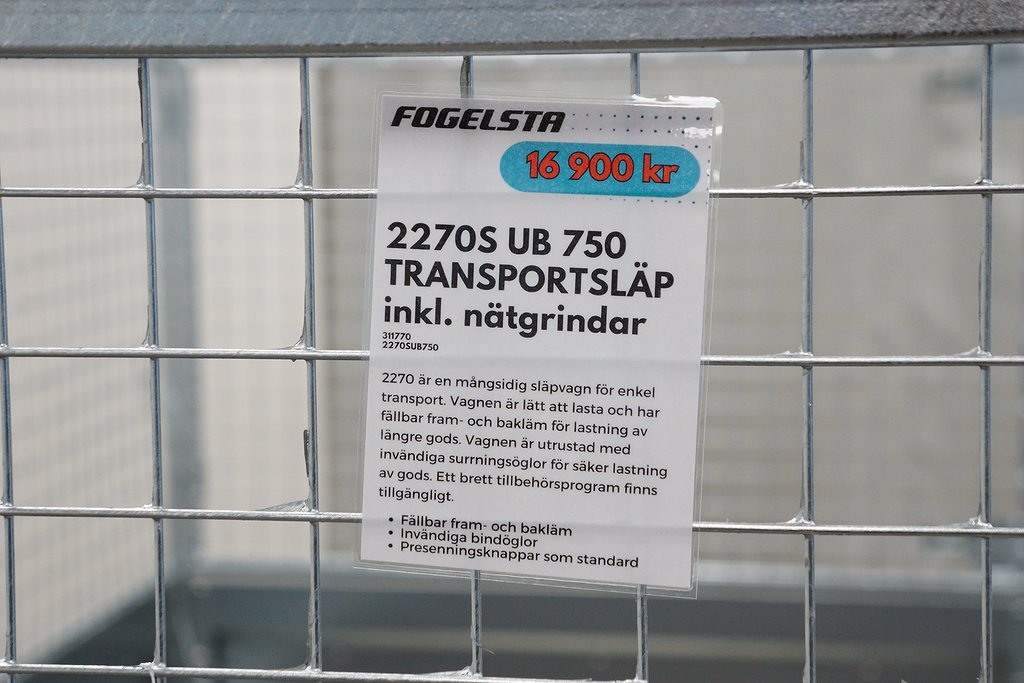 FOGELSTA
16 900 kr
2270S UB 750
TRANSPORTSLÄP
inkl. nätgrindar
311770
2270SUB750
2270 är en mångsidig släpvagn för enkel
transport. Vagnen är lätt att lasta och har
fällbar fram- och bakläm för lastning av
längre gods. Vagnen är utrustad med
invändiga surrningsöglor för säker lastning
av gods. Ett brett tillbehörsprogram finns
tillgängligt.
• Fällbar fram- och bakläm
• Invändiga bindöglor
• Presenningsknappar som standard